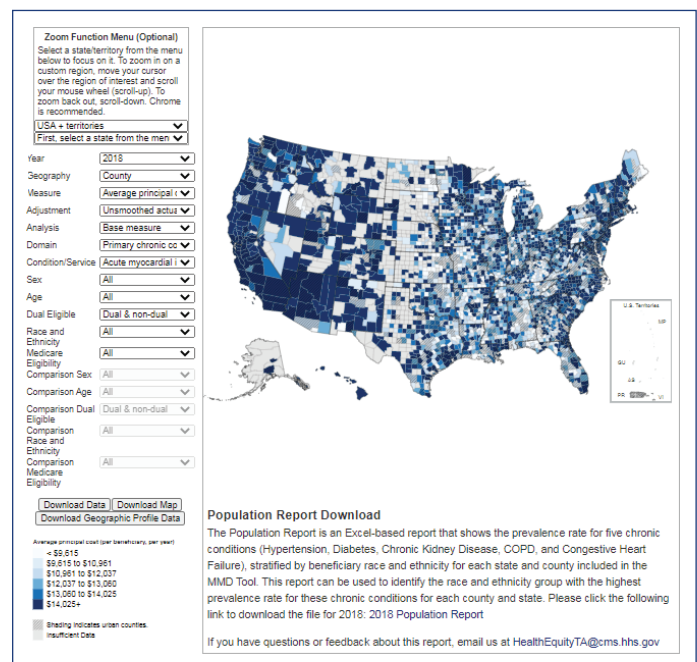 Zoom Function Menu (Optional)
Select a state/territory from the menu
below to focus on it. To zoom in on a
custom region, move your cursor
over the region of interest and scroll
your mouse wheel (scroll-up). To
zoom back out, scroll-down. Chrome
is recommended.
USA + territories
First, select a state from the men
Year 2018
Geography County
Measure Average principal c
Adjustment Unsmoothed actua
Analysis Base measure
Domain Primary chronic co
Condition/Service Acute myocardial i
Sex All
Age All
Dual Eligible Dual & non-dual
Race and All
Ethnicity
Medicare All
Eligibility
Comparison Sex All
Comparison Age All
Comparison Dual Dual & non-dual
Eligible
Comparison All
Race and
Ethnicity
Comparison All
Medicare
Eligibility
Download Data Download Map
Download Geographic Profile Data
Average principal cost (per beneficiary, per year)
< $9,615
$9,615 to $10,961
$10,961 to $12,037
$12,037 to $13,060
$13,060 to $14,025
$14,025+
Shading indicates urban counties.
Insufficient Data
U.S. Territories
MP
GU
AS
PR VI
Population Report Download
The Population Report is an Excel-based report that shows the prevalence rate for five chronic
conditions (Hypertension, Diabetes, Chronic Kidney Disease, COPD, and Congestive Heart
Failure), stratified by beneficiary race and ethnicity for each state and county included in the
MMD Tool. This report can be used to identify the race and ethnicity group with the highest
prevalence rate for these chronic conditions for each county and state. Please click the following
link to download the file for 2018: 2018 Population Report
If you have questions or feedback about this report, email us at HealthEquityTA@cms.hhs.gov